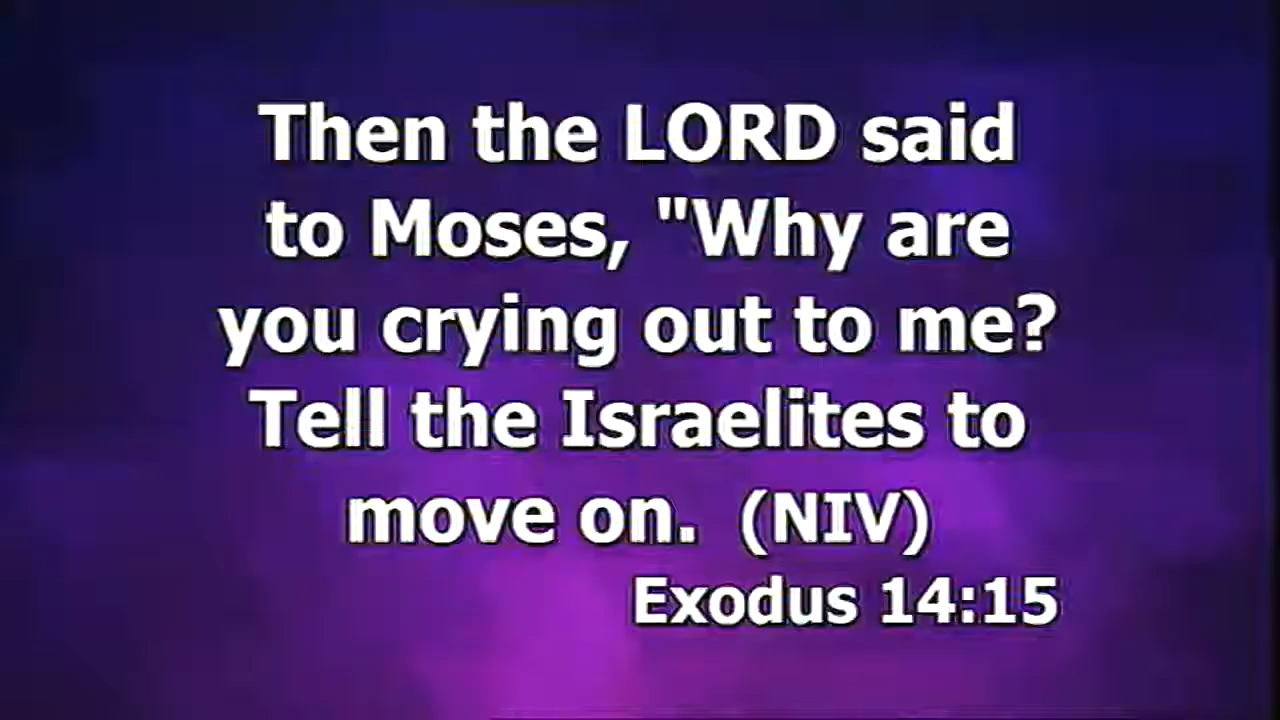 Then the LORD said
to Moses, "Why are
you crying out to me?
Tell the Israelites to
move on.  (NIV)
Exodus 14:15